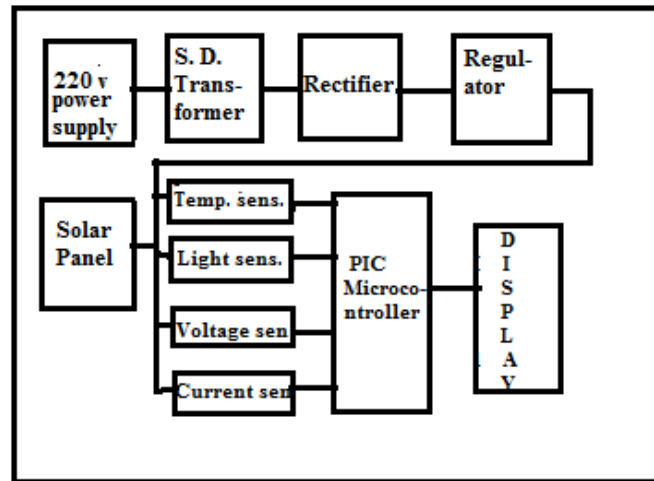 220 v
power
supply
S. D.
Trans-
former
Rectifier
Regul-
ator
Solar
Panel
Temp. sens.
Light sens.
Voltage sen
Current sen
PIC
Microco-
ntroller
D
I
S
P
L
A
Y